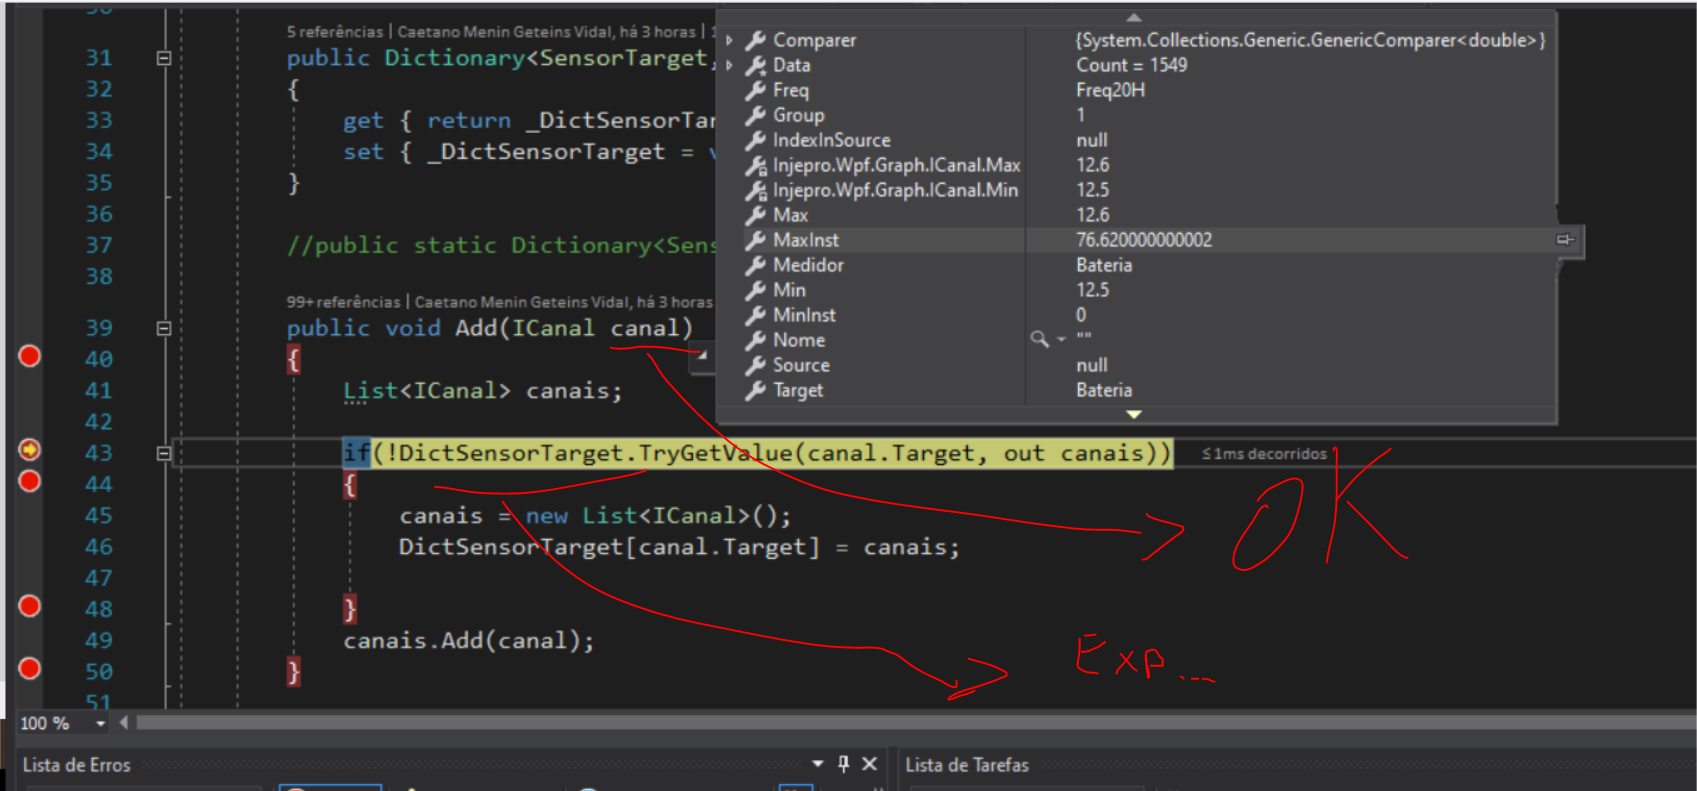 5 referências | Caetano Menin Geteins Vidal, há 3 horas | 1
31 public Dictionary<SensorTarget,
32 {
33 get { return _DictSensorTar
34 set { _DictSensorTarget = v
35 }
36
37 //public static Dictionary<Sens
38
99+ referências | Caetano Menin Geteins Vidal, há 3 horas
39 public void Add(ICanal canal)
40 {
41 List<ICanal> canais;
42
43 if(!DictSensorTarget.TryGetValue(canal.Target, out canais)) ≤1ms decorridos
44 {
45 canais = new List<ICanal>();
46 DictSensorTarget[canal.Target] = canais;
47
48 }
49 canais.Add(canal);
50 }
51
Comparer {System.Collections.Generic.GenericComparer<double>}
Data Count = 1549
Freq Freq20H
Group 1
IndexInSource null
Injepro.Wpf.Graph.ICanal.Max 12.6
Injepro.Wpf.Graph.ICanal.Min 12.5
Max 12.6
MaxInst 76.620000000002
Medidor Bateria
Min 12.5
MinInst 0
Nome ""
Source null
Target Bateria
OK
Exp...
100 %
Lista de Erros
Lista de Tarefas